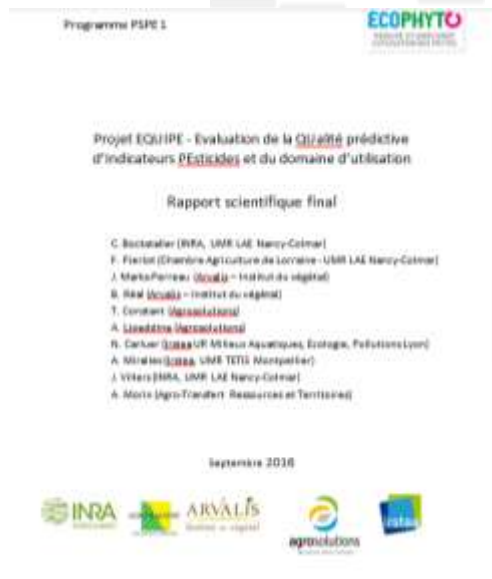 Programme PSPE 1
ECOPHYTO
Projet EQUIPE - Evaluation de la QUalité prédictive
d'Indicateurs PEsticides et du domaine d'utilisation
Rapport scientifique final
C. Bockstaller (INRA, UMR LAE Nancy-Colmar)
F. Pierlot (Chambre Agriculture de Lorraine - UMR LAE Nancy-Colmar)
J. Marks-Perreau (Arvalis – Institut du végétal)
B. Réal (Arvalis – Institut du végétal)
T. Constant (Agrosolutions)
A. (Agrosolutions)
N. Carluer (Irstea UR Milieux Aquatiques, Ecologie, Pollutions Lyon)
A. Miralles (Irstea, UMR TETIS Montpellier)
J. Villerd (INRA, UMR LAE Nancy-Colmar)
A. Morin (Agro-Transfert Ressources et Territoires)
Septembre 2016
INRA
ARVALIS
Institut du végétal
agrosolutions
irstea